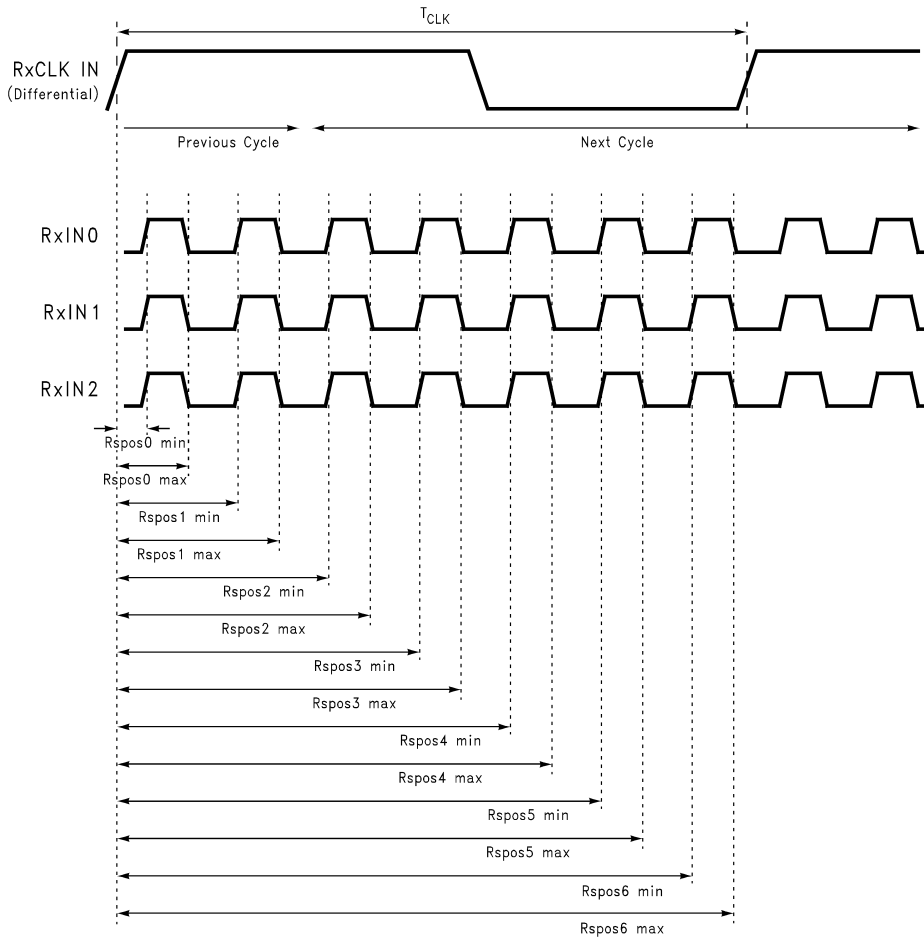 TCLK
RxCLK IN
(Differential)
Previous Cycle
Next Cycle
RxIN0
RxIN1
RxIN2
Rspos0 min
Rspos0 max
Rspos1 min
Rspos1 max
Rspos2 min
Rspos2 max
Rspos3 min
Rspos3 max
Rspos4 min
Rspos4 max
Rspos5 min
Rspos5 max
Rspos6 min
Rspos6 max